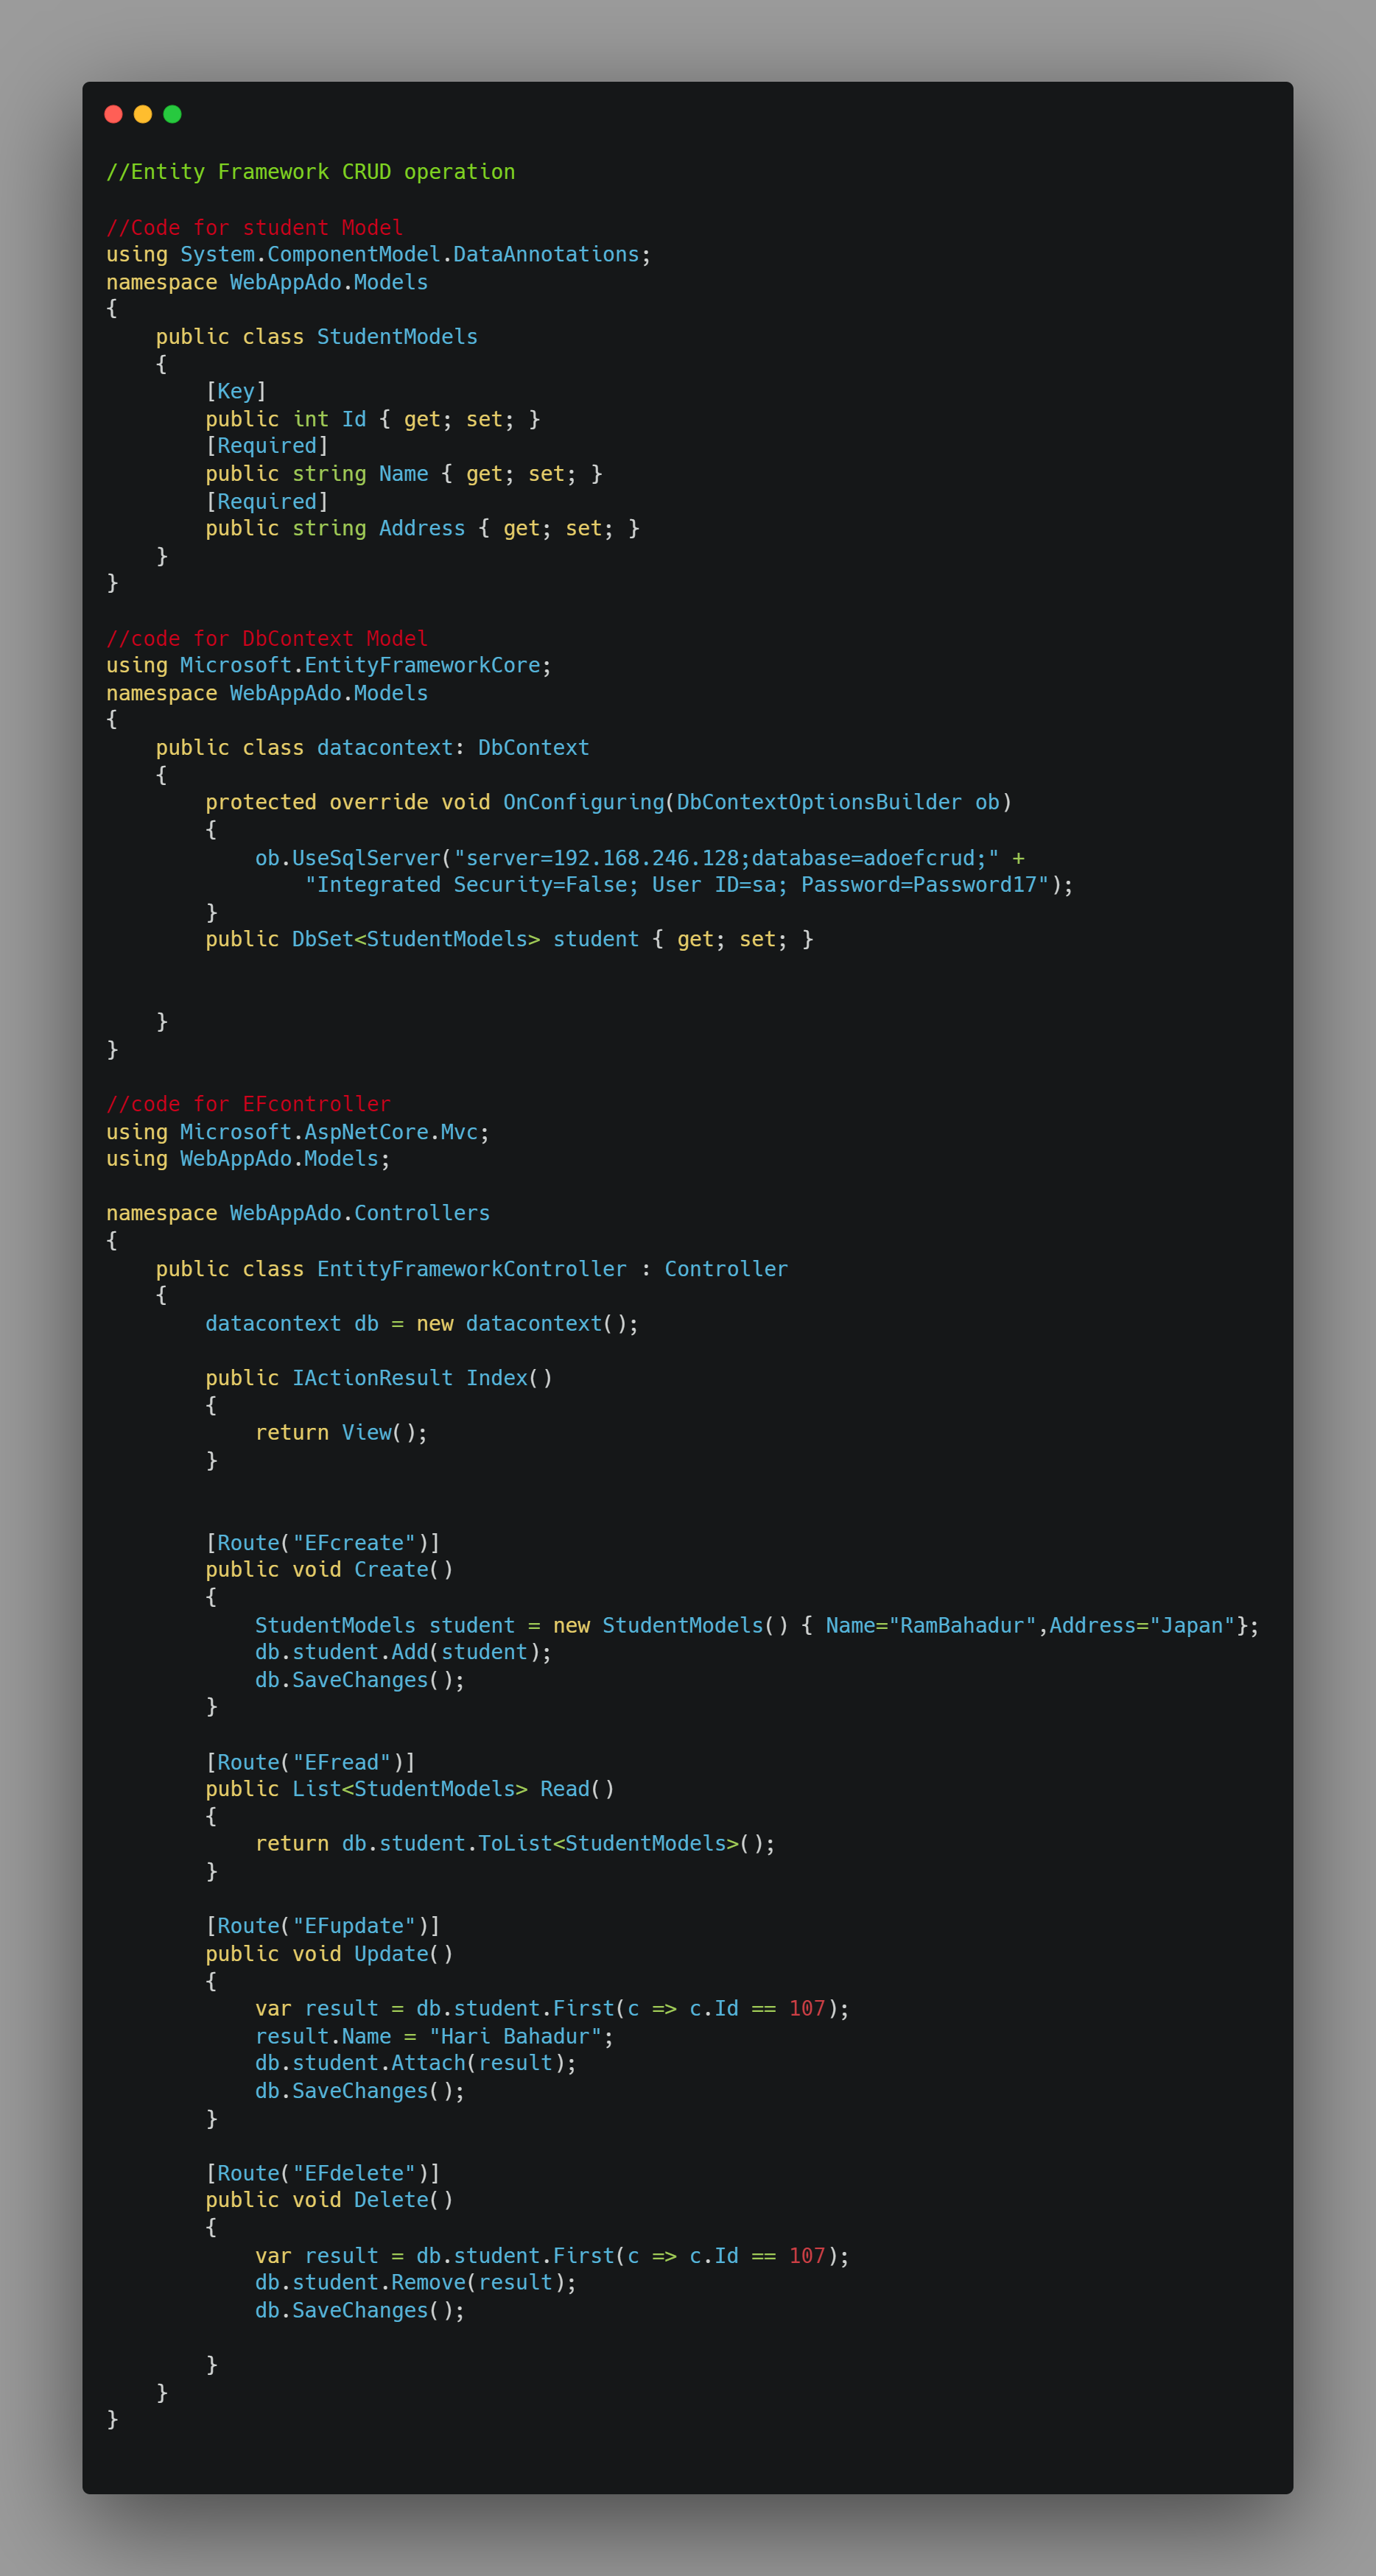 //Entity Framework CRUD operation
//Code for student Model
using System.ComponentModel.DataAnnotations;
namespace WebAppAdo.Models
{
    public class StudentModels
    {
        [Key]
        public int Id { get; set; }
        [Required]
        public string Name { get; set; }
        [Required]
        public string Address { get; set; }
    }
}
//code for DbContext Model
using Microsoft.EntityFrameworkCore;
namespace WebAppAdo.Models
{
    public class datacontext: DbContext
    {
        protected override void OnConfiguring(DbContextOptionsBuilder ob)
        {
            ob.UseSqlServer("server=192.168.246.128;database=adoefcrud;" +
                "Integrated Security=False; User ID=sa; Password=Password17");
        }
        public DbSet<StudentModels> student { get; set; }
    }
}
//code for EFcontroller
using Microsoft.AspNetCore.Mvc;
using WebAppAdo.Models;
namespace WebAppAdo.Controllers
{
    public class EntityFrameworkController : Controller
    {
        datacontext db = new datacontext();
        public IActionResult Index()
        {
            return View();
        }
        [Route("EFcreate")]
        public void Create()
        {
            StudentModels student = new StudentModels() { Name="RamBahadur",Address="Japan"};
            db.student.Add(student);
            db.SaveChanges();
        }
        [Route("EFread")]
        public List<StudentModels> Read()
        {
            return db.student.ToList<StudentModels>();
        }
        [Route("EFupdate")]
        public void Update()
        {
            var result = db.student.First(c => c.Id == 107);
            result.Name = "Hari Bahadur";
            db.student.Attach(result);
            db.SaveChanges();
        }
        [Route("EFdelete")]
        public void Delete()
        {
            var result = db.student.First(c => c.Id == 107);
            db.student.Remove(result);
            db.SaveChanges();
        }
    }
}